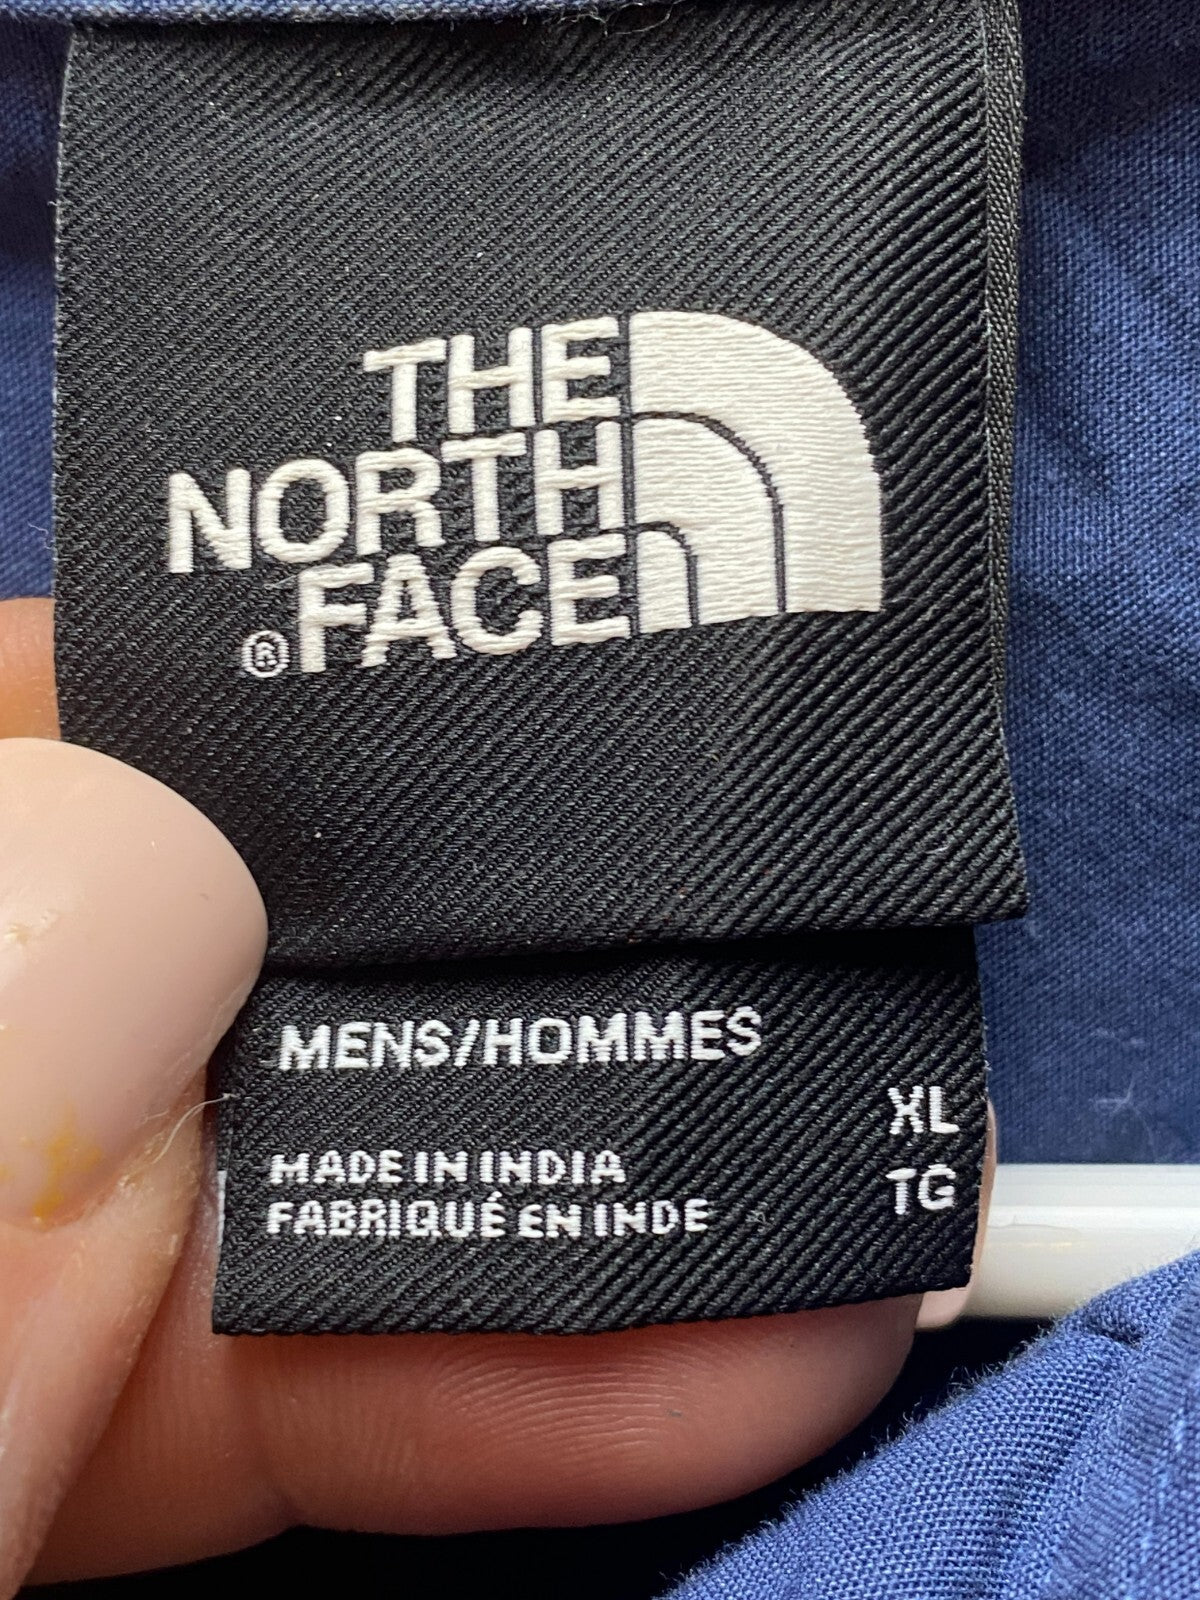 THE
NORTH
®FACE
MENS/HOMMES
XL
MADE IN INDIA
TG
FABRIQUÉ EN INDE